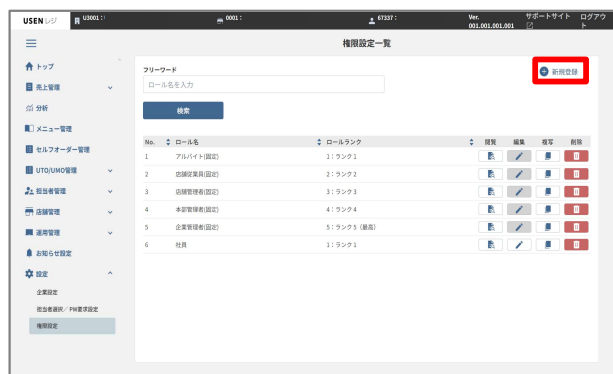 USEN レジ U3001：/ 0001： 67337： Ver. 001.001.001.001 サポートサイト ログアウト
権限設定一覧
トップ
売上管理
分析
メニュー管理
セルフオーダー管理
UTO/UMO管理
担当者管理
店舗管理
運用管理
お知らせ設定
設定
企業設定
担当者選択／PW要求設定
権限設定
新規登録
フリーワード
ロール名を入力
検索
No. ロール名 ロールランク 閲覧 編集 複写 削除
1 アルバイト(固定) 1：ランク1
2 店舗従業員(固定) 2：ランク2
3 店舗管理者(固定) 3：ランク3
4 本部管理者(固定) 4：ランク4
5 企業管理者(固定) 5：ランク5（最高）
6 社員 1：ランク1